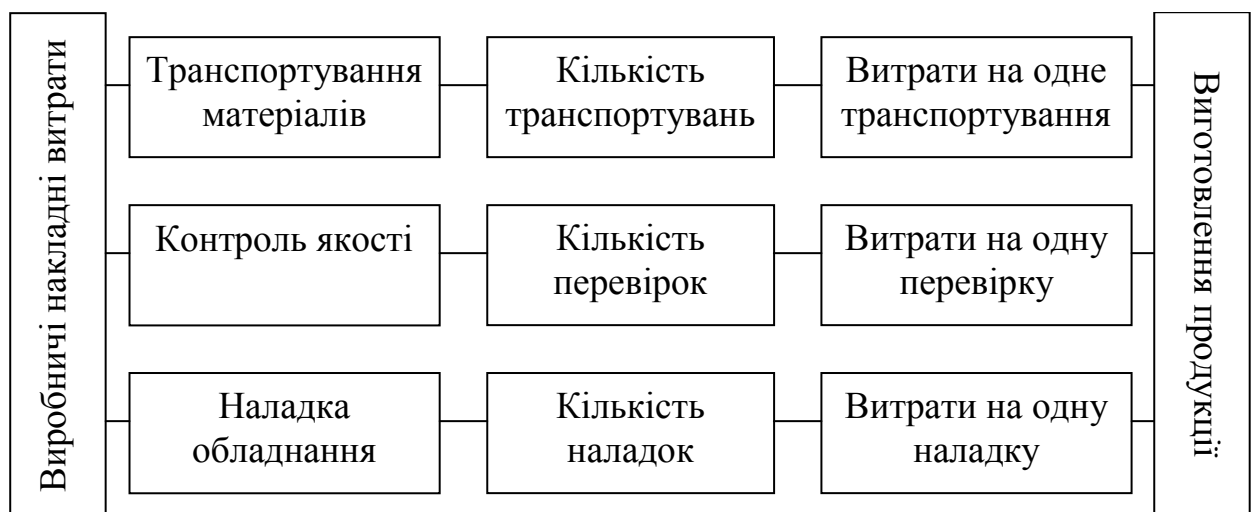 Виробничі накладні витрати
Транспортування
матеріалів
Кількість
транспортувань
Витрати на одне
транспортування
Контроль якості
Кількість
перевірок
Витрати на одну
перевірку
Наладка
обладнання
Кількість
наладок
Витрати на одну
наладку
Виготовлення продукції